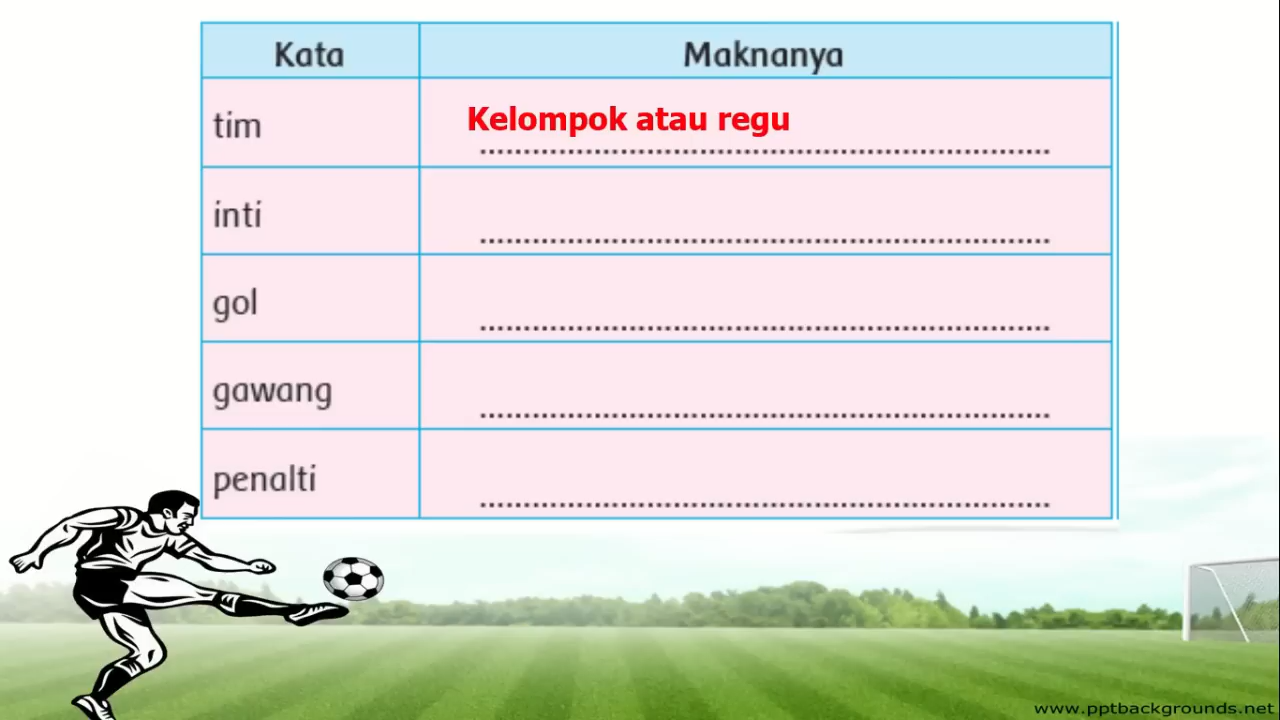 Kata Maknanya
tim Kelompok atau regu
................................................................
inti ................................................................
gol ................................................................
gawang ................................................................
penalti ................................................................
www.pptbackgrounds.net